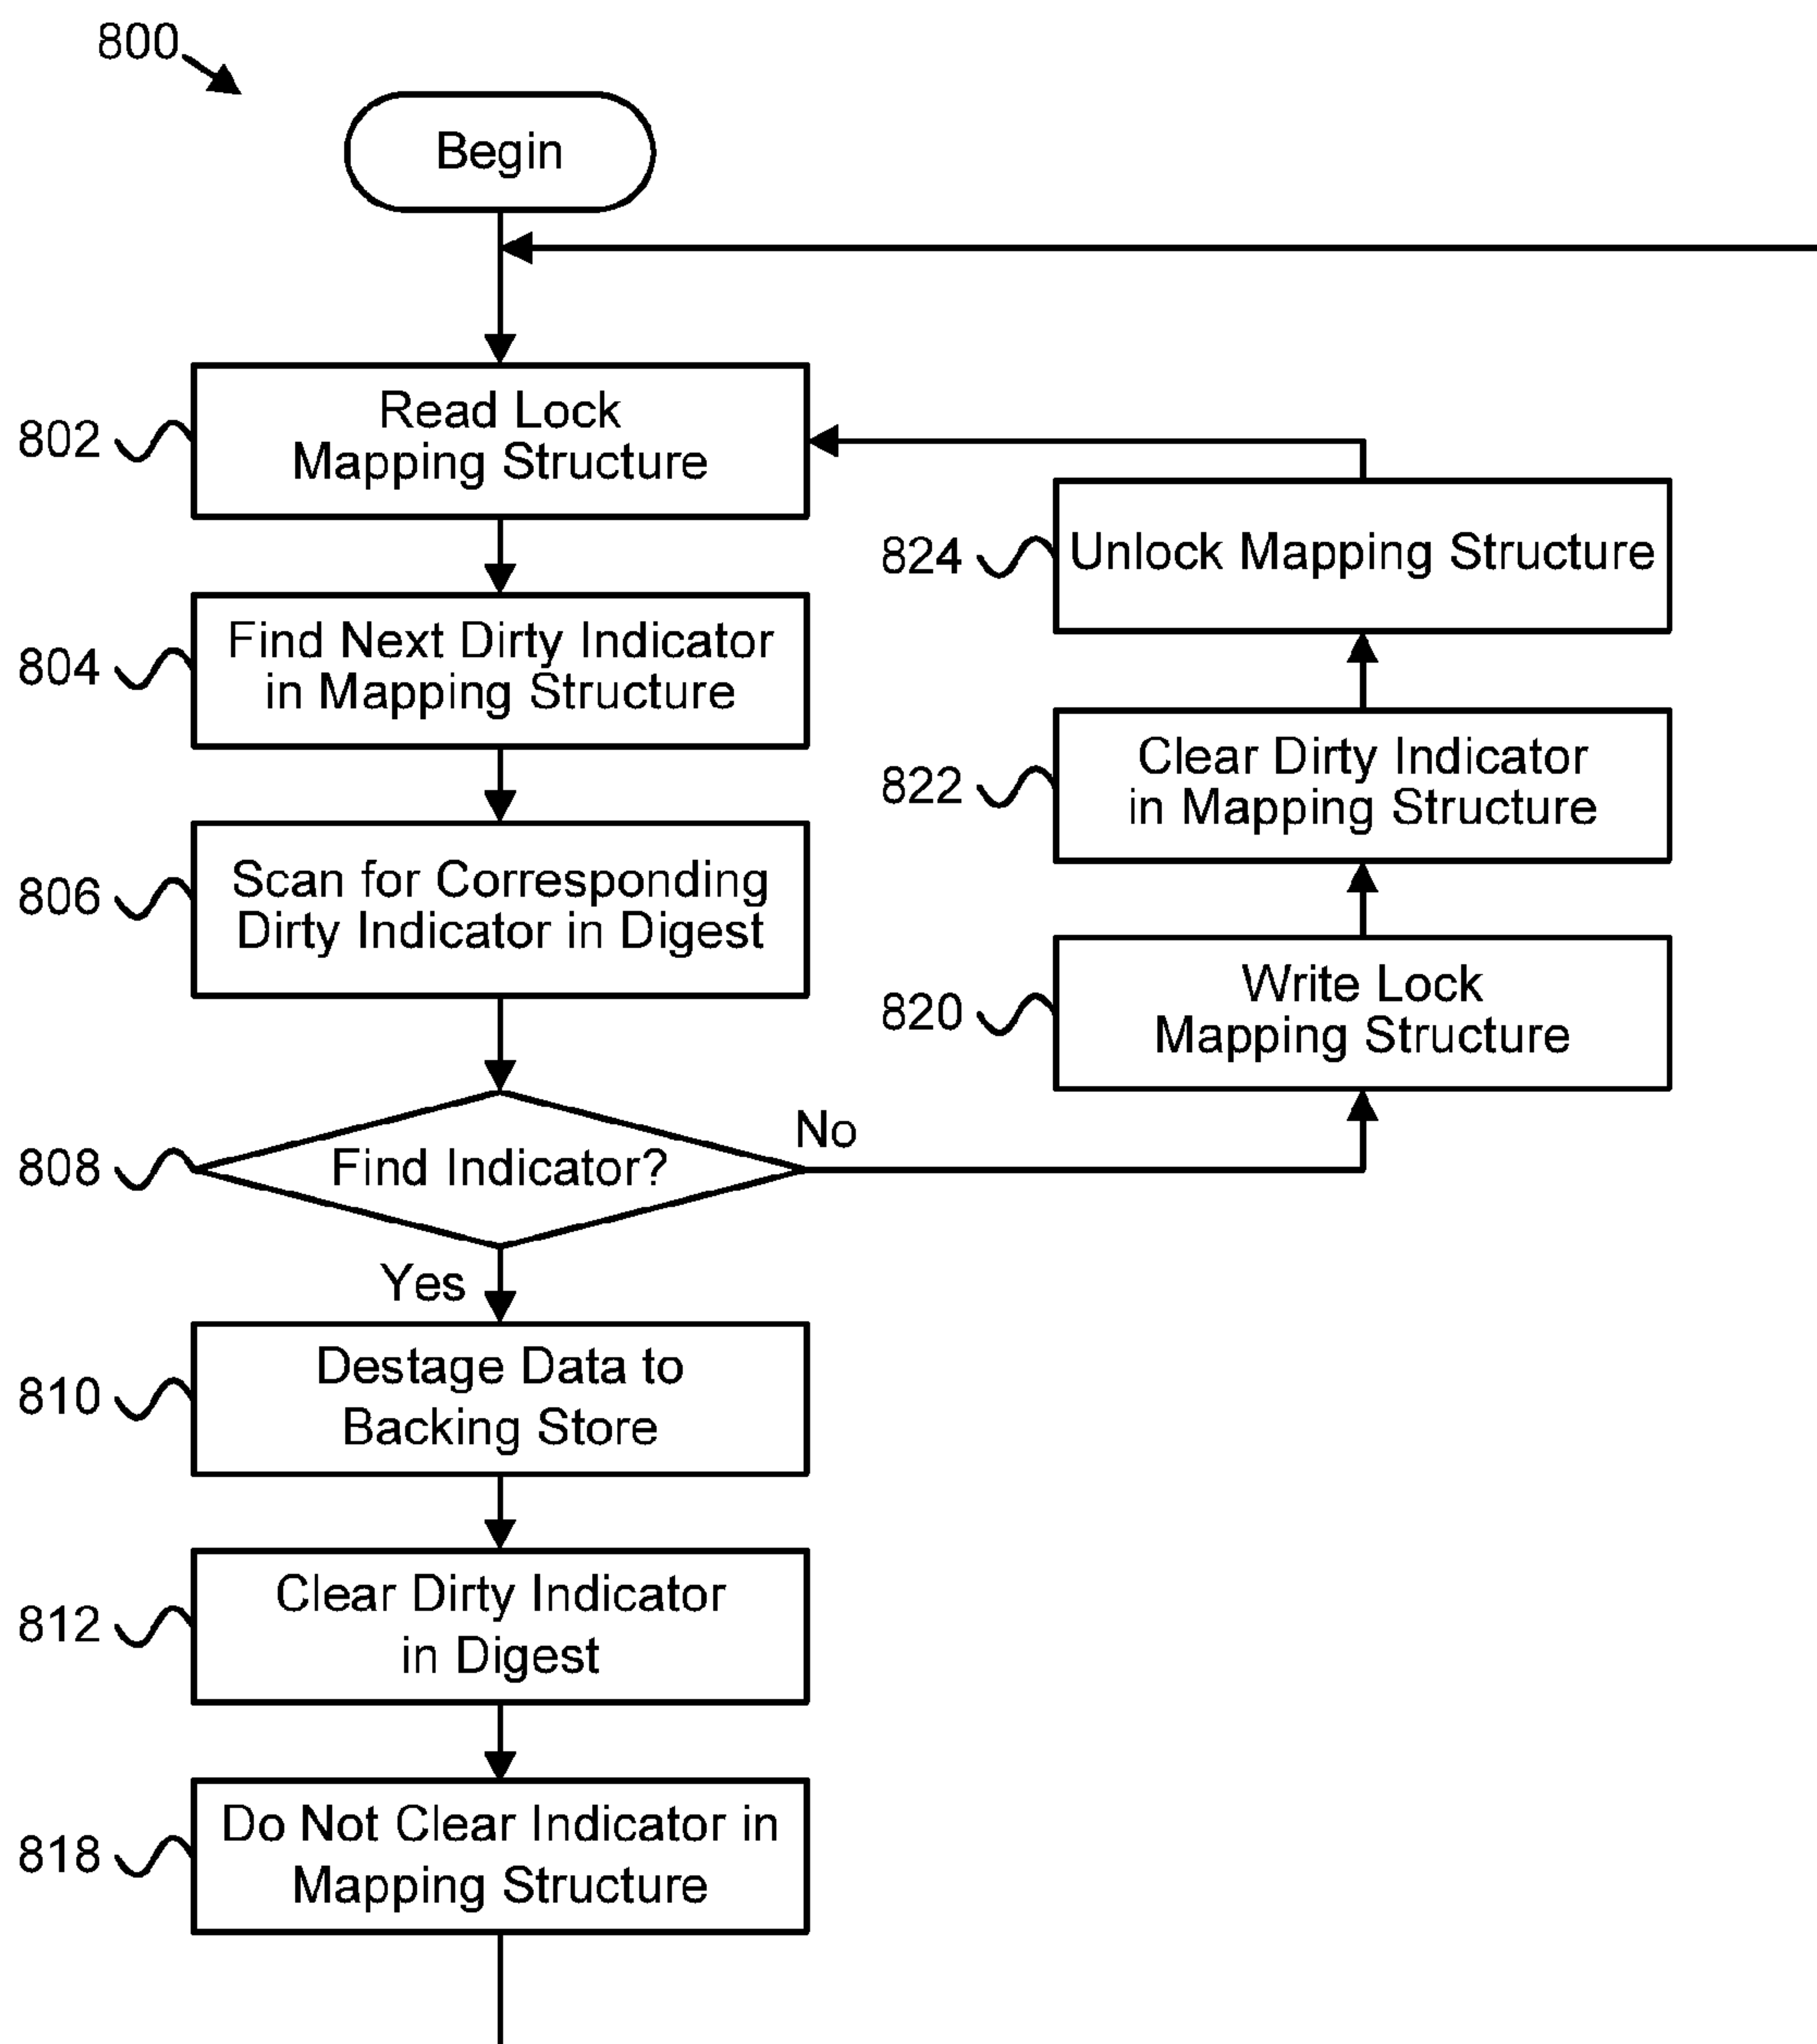 800
Begin
802
Read Lock
Mapping Structure
804
Find Next Dirty Indicator
in Mapping Structure
806
Scan for Corresponding
Dirty Indicator in Digest
808
Find Indicator?
No
Yes
810
Destage Data to
Backing Store
812
Clear Dirty Indicator
in Digest
818
Do Not Clear Indicator in
Mapping Structure
824
Unlock Mapping Structure
822
Clear Dirty Indicator
in Mapping Structure
820
Write Lock
Mapping Structure